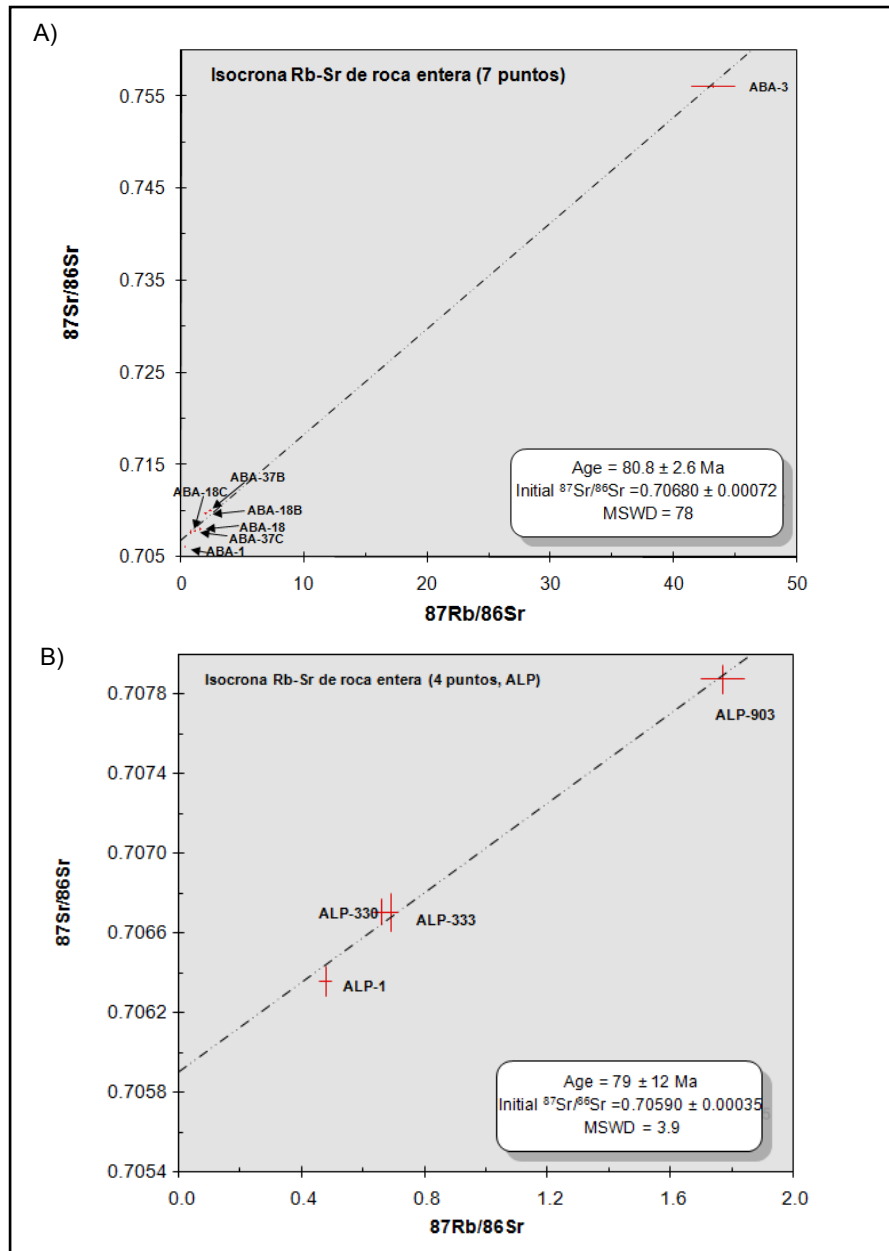 A)
Isocrona Rb-Sr de roca entera (7 puntos)
0.755
ABA-3
0.745
0.735
87Sr/86Sr
0.725
0.715
ABA-37B
ABA-18C
ABA-18B
ABA-18
ABA-37C
0.705
ABA-1
Age = 80.8 ± 2.6 Ma
Initial ⁸⁷Sr/⁸⁶Sr =0.70680 ± 0.00072
MSWD = 78
0 10 20 30 40 50
87Rb/86Sr
B)
Isocrona Rb-Sr de roca entera (4 puntos, ALP)
0.7078
ALP-903
0.7074
0.7070
87Sr/86Sr
ALP-330
ALP-333
0.7066
ALP-1
0.7062
0.7058
0.7054
Age = 79 ± 12 Ma
Initial ⁸⁷Sr/⁸⁶Sr =0.70590 ± 0.00035
MSWD = 3.9
0.0 0.4 0.8 1.2 1.6 2.0
87Rb/86Sr